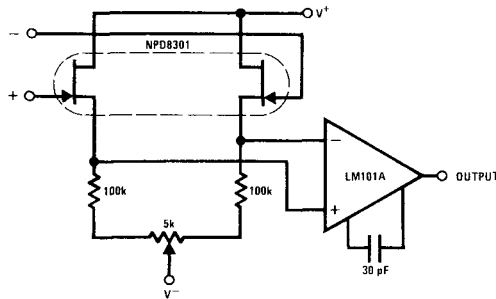 V+
−
NPD8301
+
−
LM101A
OUTPUT
100k
100k
+
5k
30 pF
V−